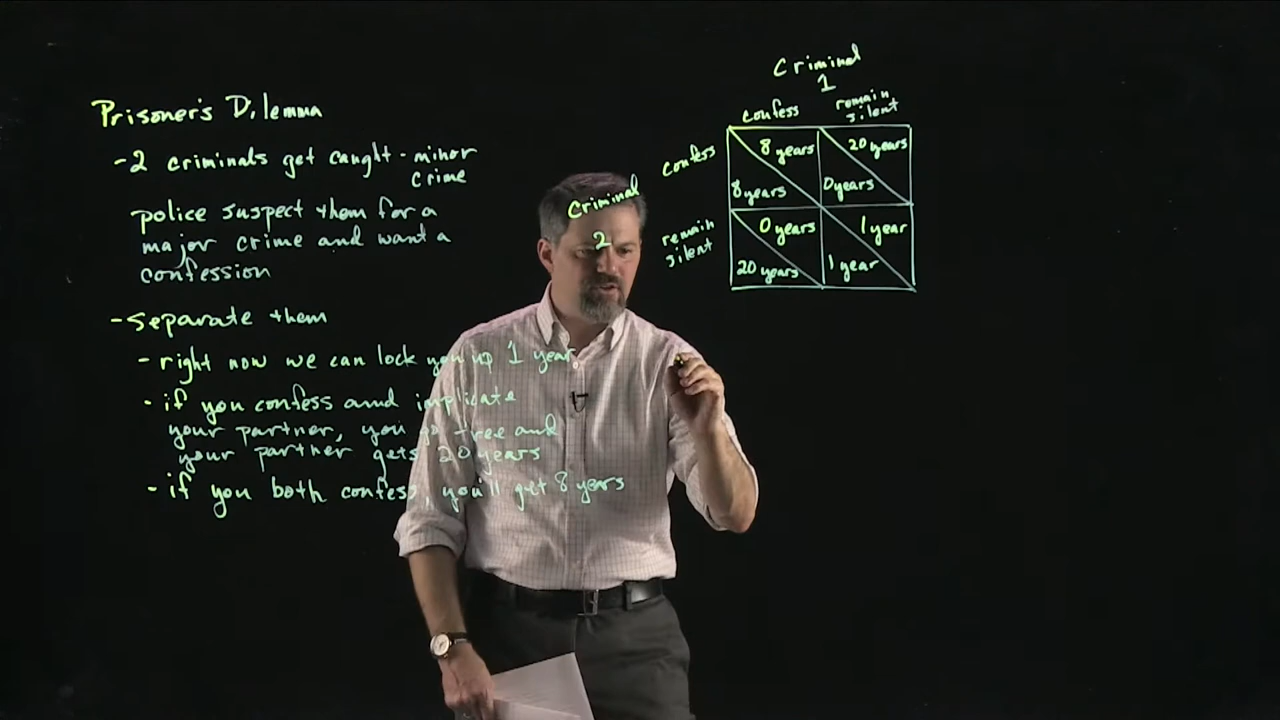 Prisoner's Dilemma
- 2 criminals get caught - minor
crime
police suspect them for a
major crime and want a
confession
- separate them
- right now we can lock you up 1 year
- if you confess and implicate
your partner, you go free and
your partner gets 20 years
- if you both confess, you'll get 8 years
Criminal
1
confess remain
silent
Criminal
2
confess
8 years 20 years
8 years 0 years
remain
silent
0 years 1 year
20 years 1 year